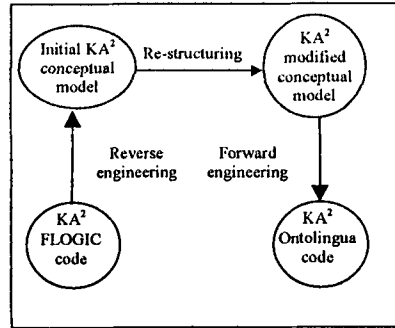 Initial KA²
conceptual
model
Re-structuring
KA²
modified
conceptual
model
Reverse
engineering
Forward
engineering
KA²
FLOGIC
code
KA²
Ontolingua
code